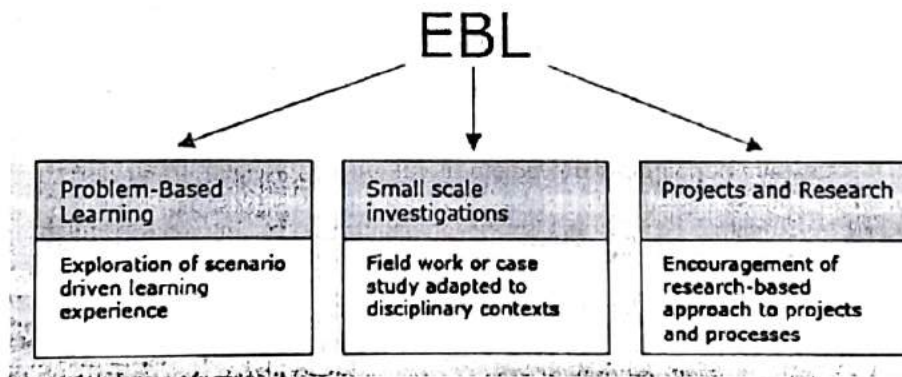 EBL
Problem-Based
Learning
Exploration of scenario
driven learning
experience
Small scale
investigations
Field work or case
study adapted to
disciplinary contexts
Projects and Research
Encouragement of
research-based
approach to projects
and processes